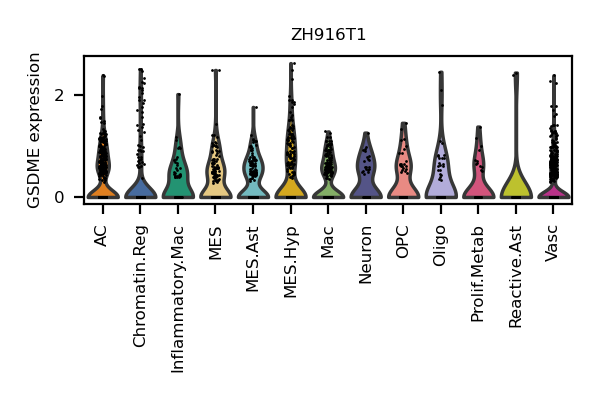 ZH916T1
GSDME expression
2
0
AC
Chromatin.Reg
Inflammatory.Mac
MES
MES.Ast
MES.Hyp
Mac
Neuron
OPC
Oligo
Prolif.Metab
Reactive.Ast
Vasc